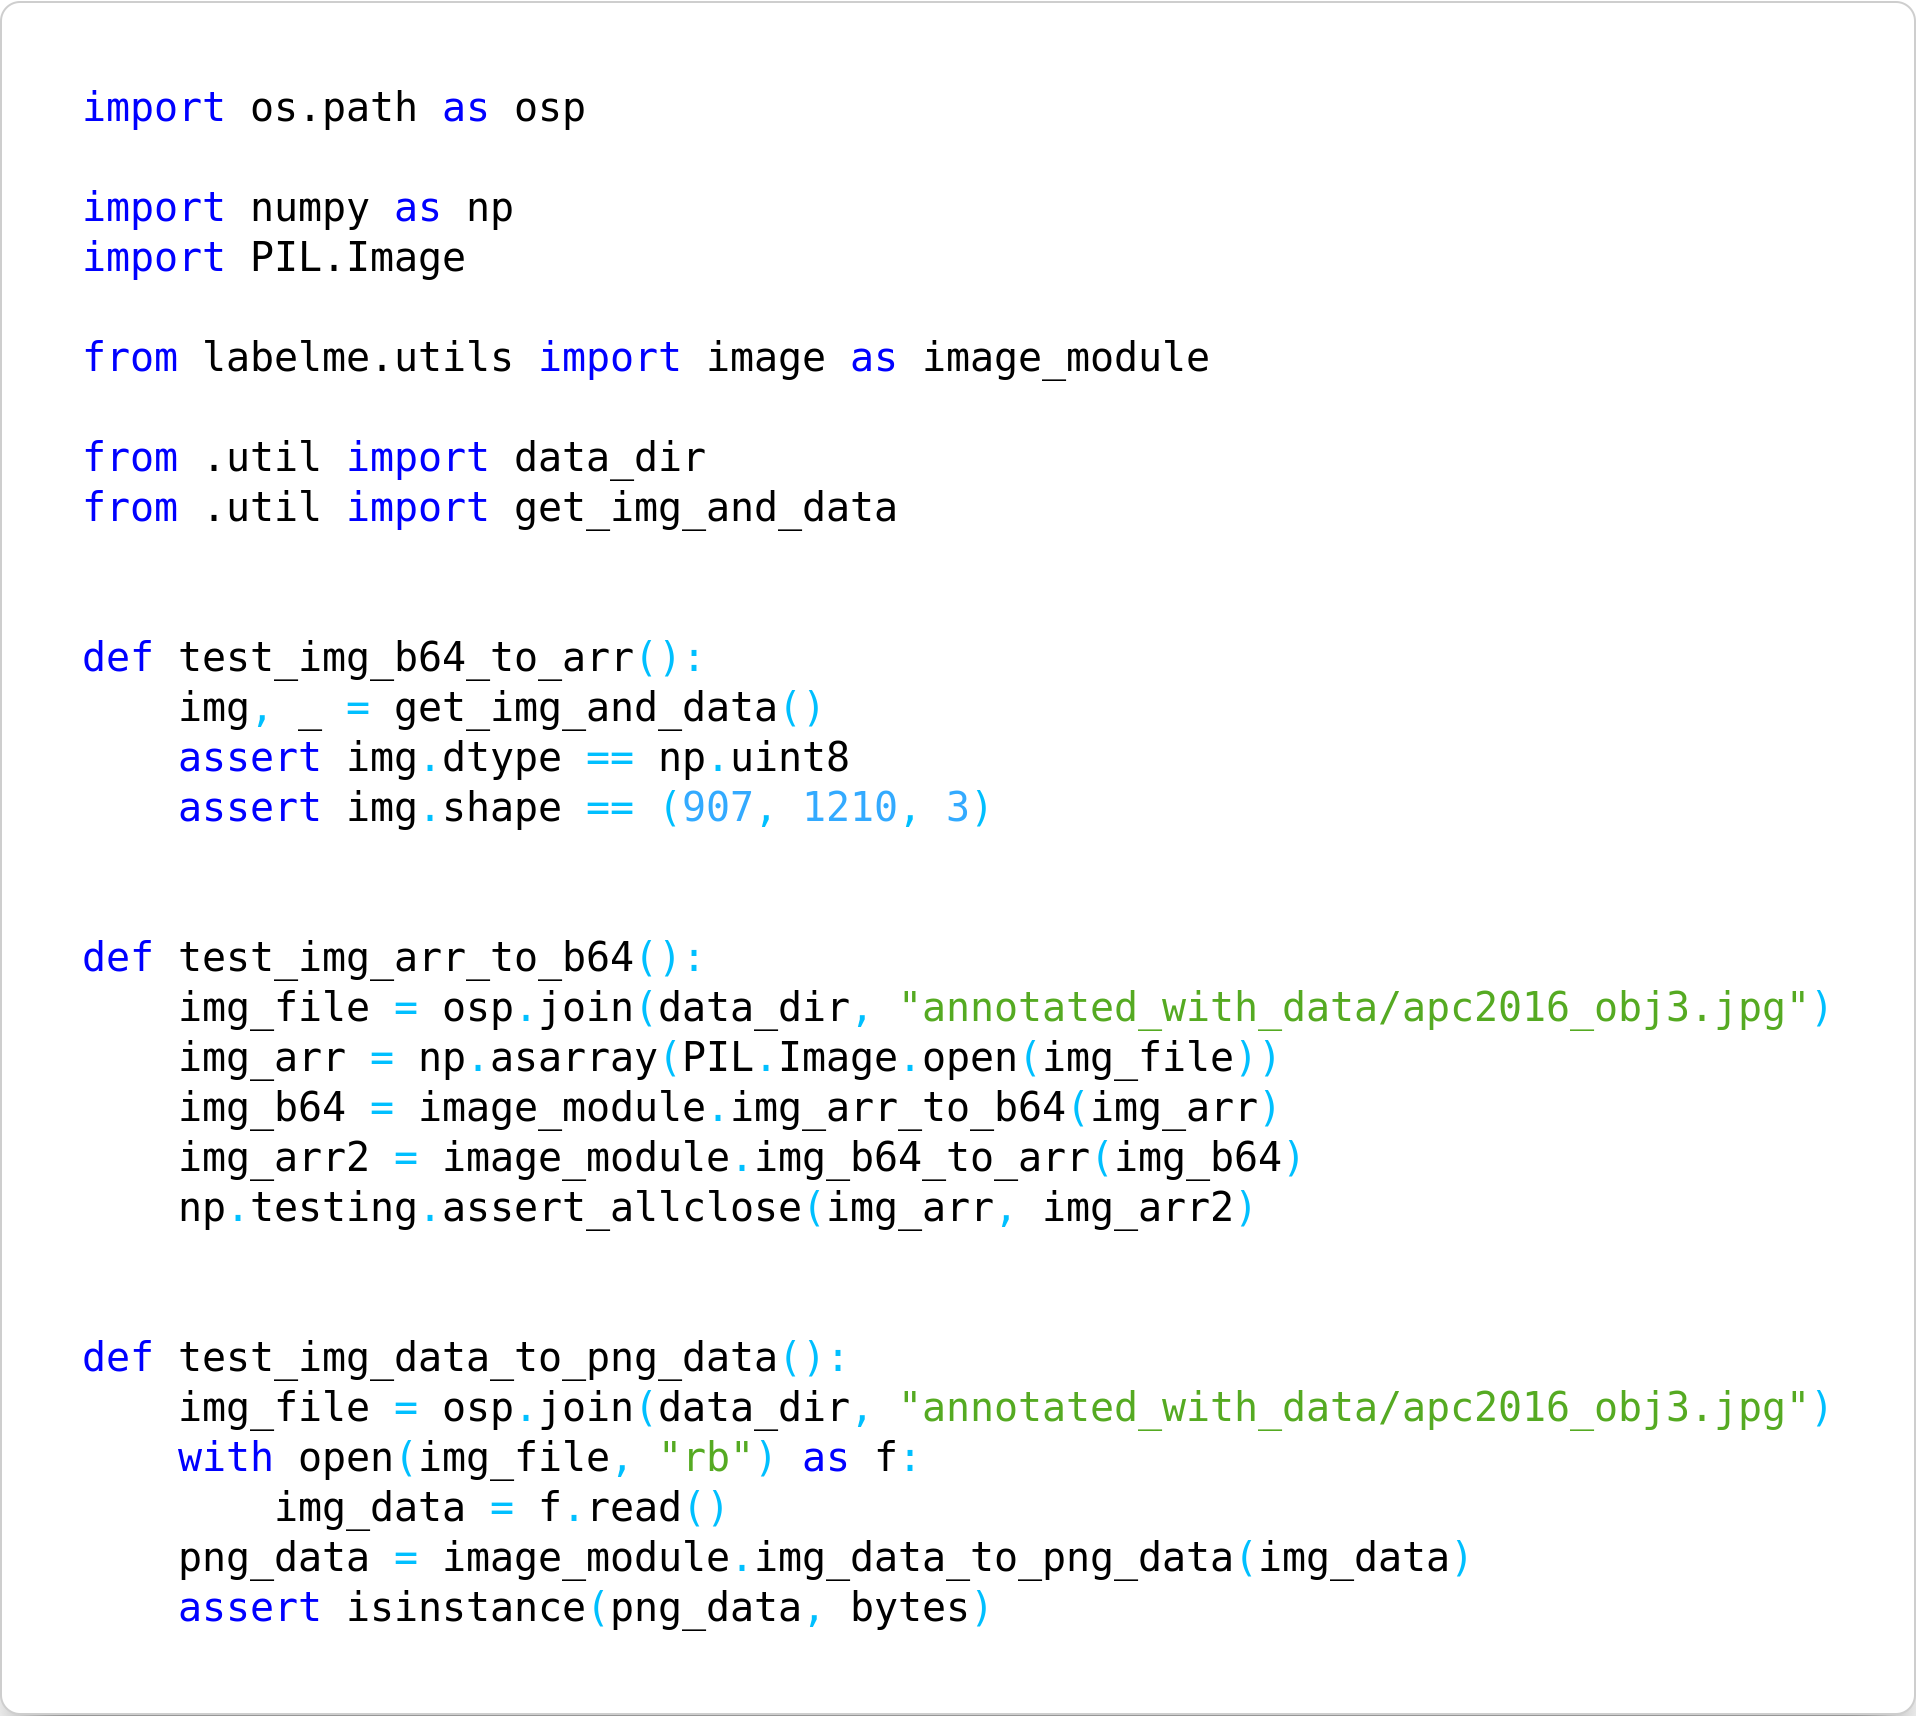 import os.path as osp

import numpy as np
import PIL.Image

from labelme.utils import image as image_module

from .util import data_dir
from .util import get_img_and_data


def test_img_b64_to_arr():
    img, _ = get_img_and_data()
    assert img.dtype == np.uint8
    assert img.shape == (907, 1210, 3)


def test_img_arr_to_b64():
    img_file = osp.join(data_dir, "annotated_with_data/apc2016_obj3.jpg")
    img_arr = np.asarray(PIL.Image.open(img_file))
    img_b64 = image_module.img_arr_to_b64(img_arr)
    img_arr2 = image_module.img_b64_to_arr(img_b64)
    np.testing.assert_allclose(img_arr, img_arr2)


def test_img_data_to_png_data():
    img_file = osp.join(data_dir, "annotated_with_data/apc2016_obj3.jpg")
    with open(img_file, "rb") as f:
        img_data = f.read()
    png_data = image_module.img_data_to_png_data(img_data)
    assert isinstance(png_data, bytes)